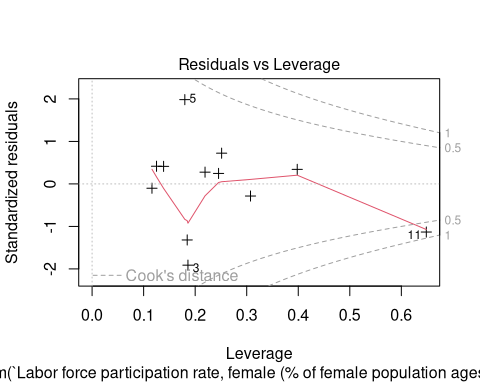 Residuals vs Leverage
Standardized residuals
2
1
0
-1
-2
5
3
11
1
0.5
0.5
1
Cook's distance
0.0 0.1 0.2 0.3 0.4 0.5 0.6
Leverage
m(`Labor force participation rate, female (% of female population ages